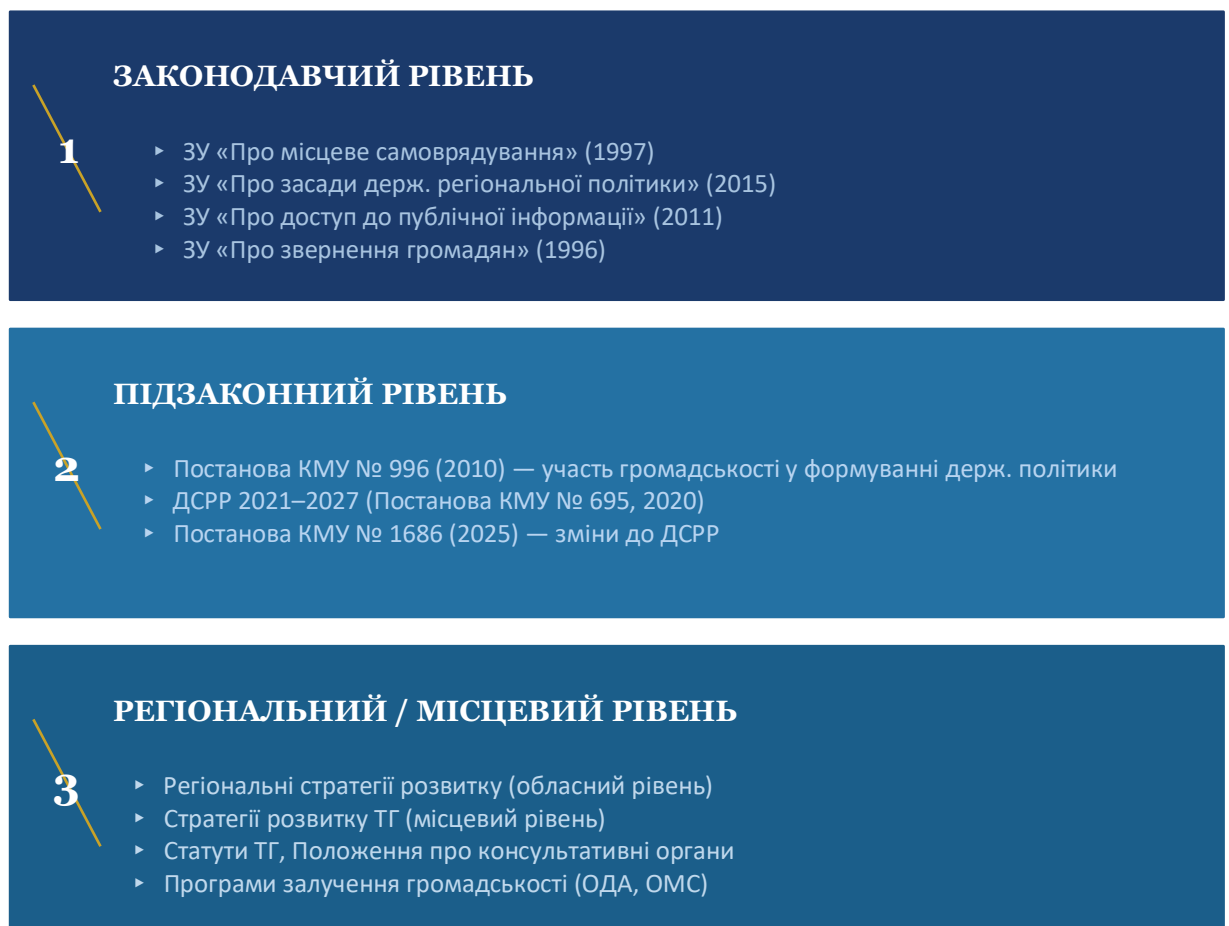 ЗАКОНОДАВЧИЙ РІВЕНЬ
1
▸ ЗУ «Про місцеве самоврядування» (1997)
▸ ЗУ «Про засади держ. регіональної політики» (2015)
▸ ЗУ «Про доступ до публічної інформації» (2011)
▸ ЗУ «Про звернення громадян» (1996)
ПІДЗАКОННИЙ РІВЕНЬ
2
▸ Постанова КМУ № 996 (2010) — участь громадськості у формуванні держ. політики
▸ ДСРР 2021–2027 (Постанова КМУ № 695, 2020)
▸ Постанова КМУ № 1686 (2025) — зміни до ДСРР
РЕГІОНАЛЬНИЙ / МІСЦЕВИЙ РІВЕНЬ
3
▸ Регіональні стратегії розвитку (обласний рівень)
▸ Стратегії розвитку ТГ (місцевий рівень)
▸ Статути ТГ, Положення про консультативні органи
▸ Програми залучення громадськості (ОДА, ОМС)